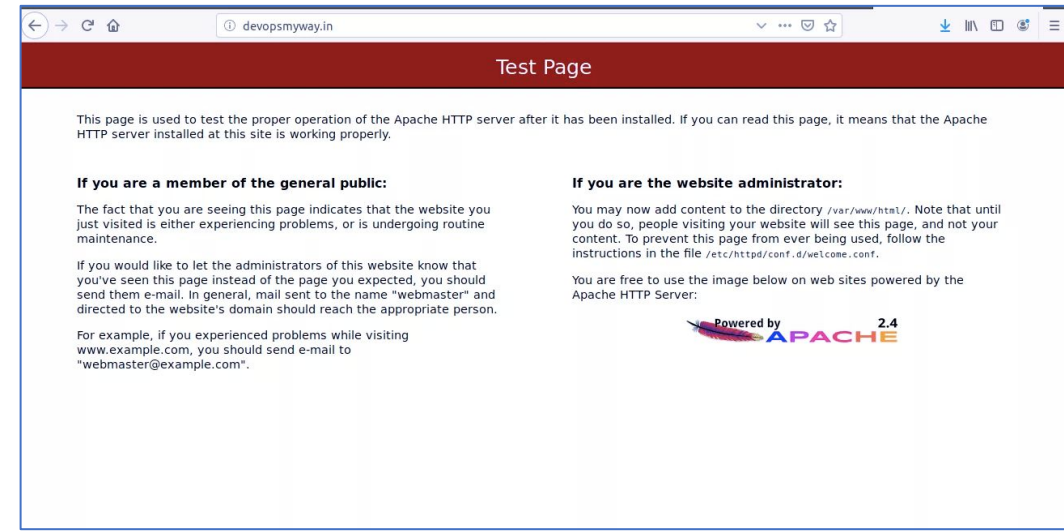 devopsmyway.in
Test Page
This page is used to test the proper operation of the Apache HTTP server after it has been installed. If you can read this page, it means that the Apache
HTTP server installed at this site is working properly.
If you are a member of the general public:
The fact that you are seeing this page indicates that the website you
just visited is either experiencing problems, or is undergoing routine
maintenance.
If you would like to let the administrators of this website know that
you've seen this page instead of the page you expected, you should
send them e-mail. In general, mail sent to the name "webmaster" and
directed to the website's domain should reach the appropriate person.
For example, if you experienced problems while visiting
www.example.com, you should send e-mail to
"webmaster@example.com".
If you are the website administrator:
You may now add content to the directory /var/www/html/. Note that until
you do so, people visiting your website will see this page, and not your
content. To prevent this page from ever being used, follow the
instructions in the file /etc/httpd/conf.d/welcome.conf.
You are free to use the image below on web sites powered by the
Apache HTTP Server:
Powered by 2.4
APACHE